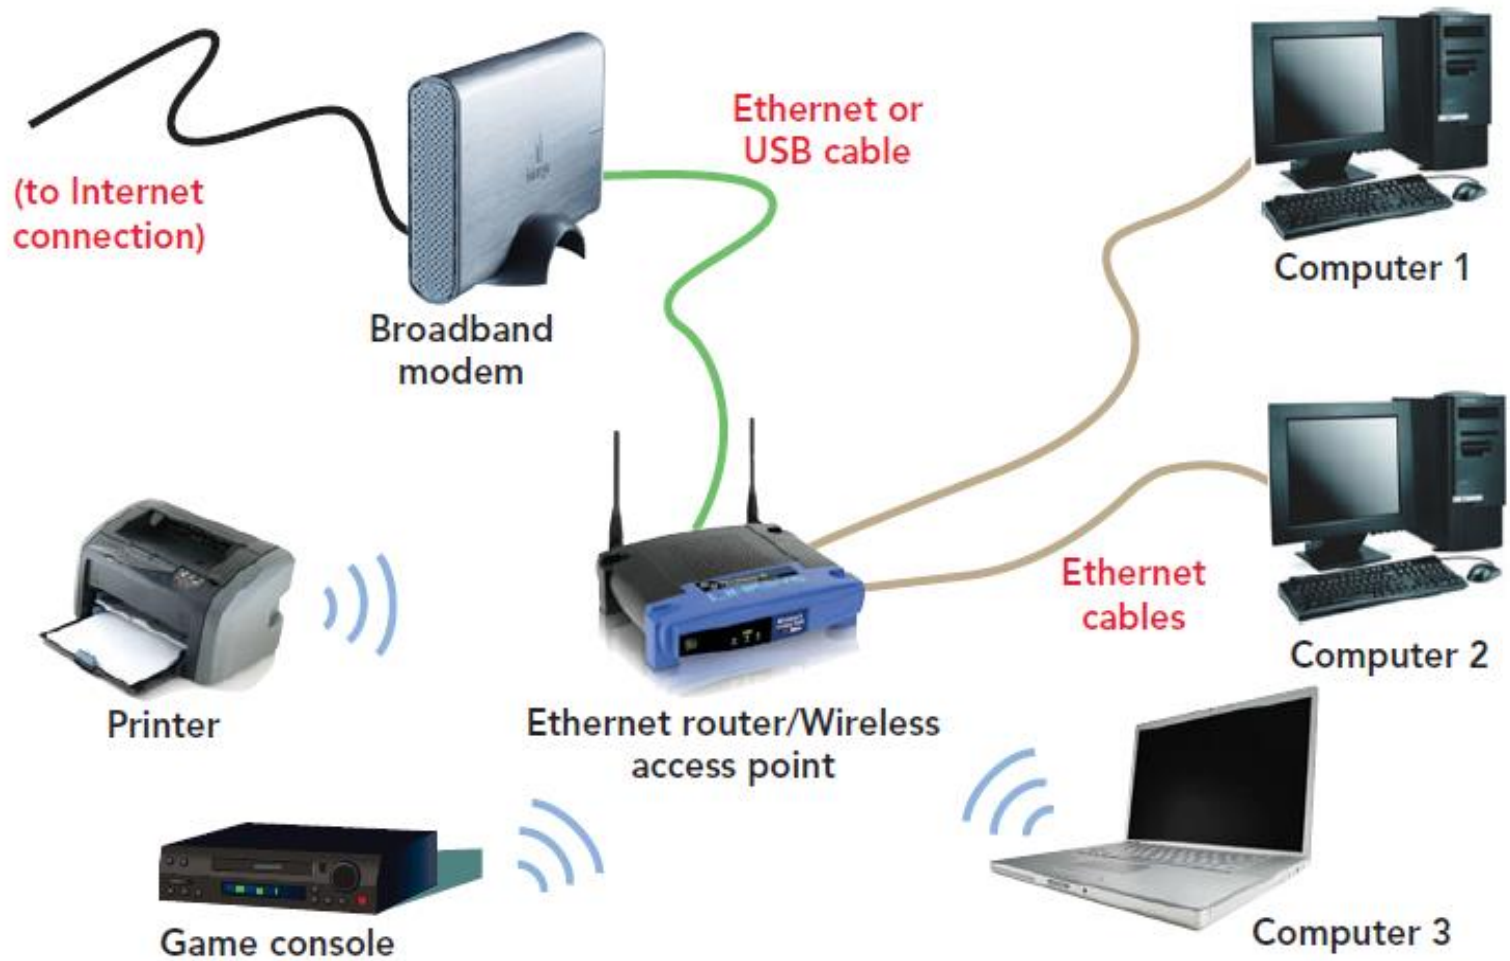 Ethernet or
USB cable
(to Internet
connection)
Computer 1
Broadband
modem
Ethernet
cables
Computer 2
Printer
Ethernet router/Wireless
access point
Game console
Computer 3